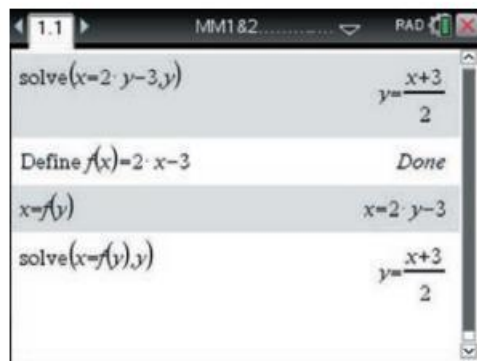 1.1 MM1&2............ RAD
solve(x=2·y−3,y) y=x+3/2
Define f(x)=2·x−3 Done
x=f(y) x=2·y−3
solve(x=f(y),y) y=x+3/2